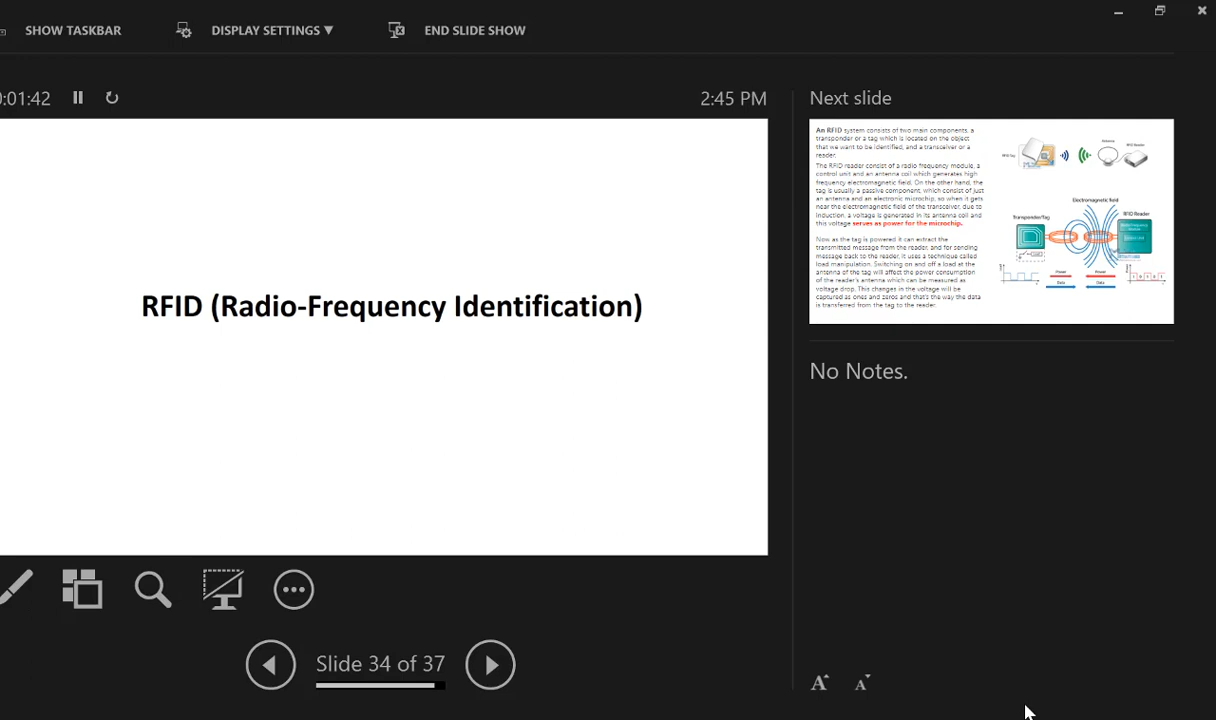 SHOW TASKBAR
DISPLAY SETTINGS ▼
END SLIDE SHOW
0:01:42
2:45 PM
Next slide
RFID (Radio-Frequency Identification)
An RFID system consists of two main components, a
transponder or a tag which is located on the object
that we want to be identified, and a transceiver or a
reader.
The RFID reader consist of a radio frequency module, a
control unit and an antenna coil which generates high
frequency electromagnetic field. On the other hand, the
tag is usually a passive component, which consist of just
an antenna and an electronic microchip, so when it gets
near the electromagnetic field of the transceiver, due to
induction, a voltage is generated in its antenna coil and
this voltage serves as power for the microchip.
Now as the tag is powered it can extract the
transmitted message from the reader, and for sending
message back to the reader, it uses a technique called
load manipulation. Switching on and off a load at the
antenna of the tag will affect the power consumption
of the reader's antenna which can be measured as
voltage drop. This changes in the voltage will be
captured as ones and zeros and that's the way the data
is transferred from the tag to the reader.
RFID Tag
Antenna
RFID Reader
Electromagnetic field
Transponder/Tag
RFID Reader
Power
Power
Data
Data
No Notes.
Slide 34 of 37
A
A